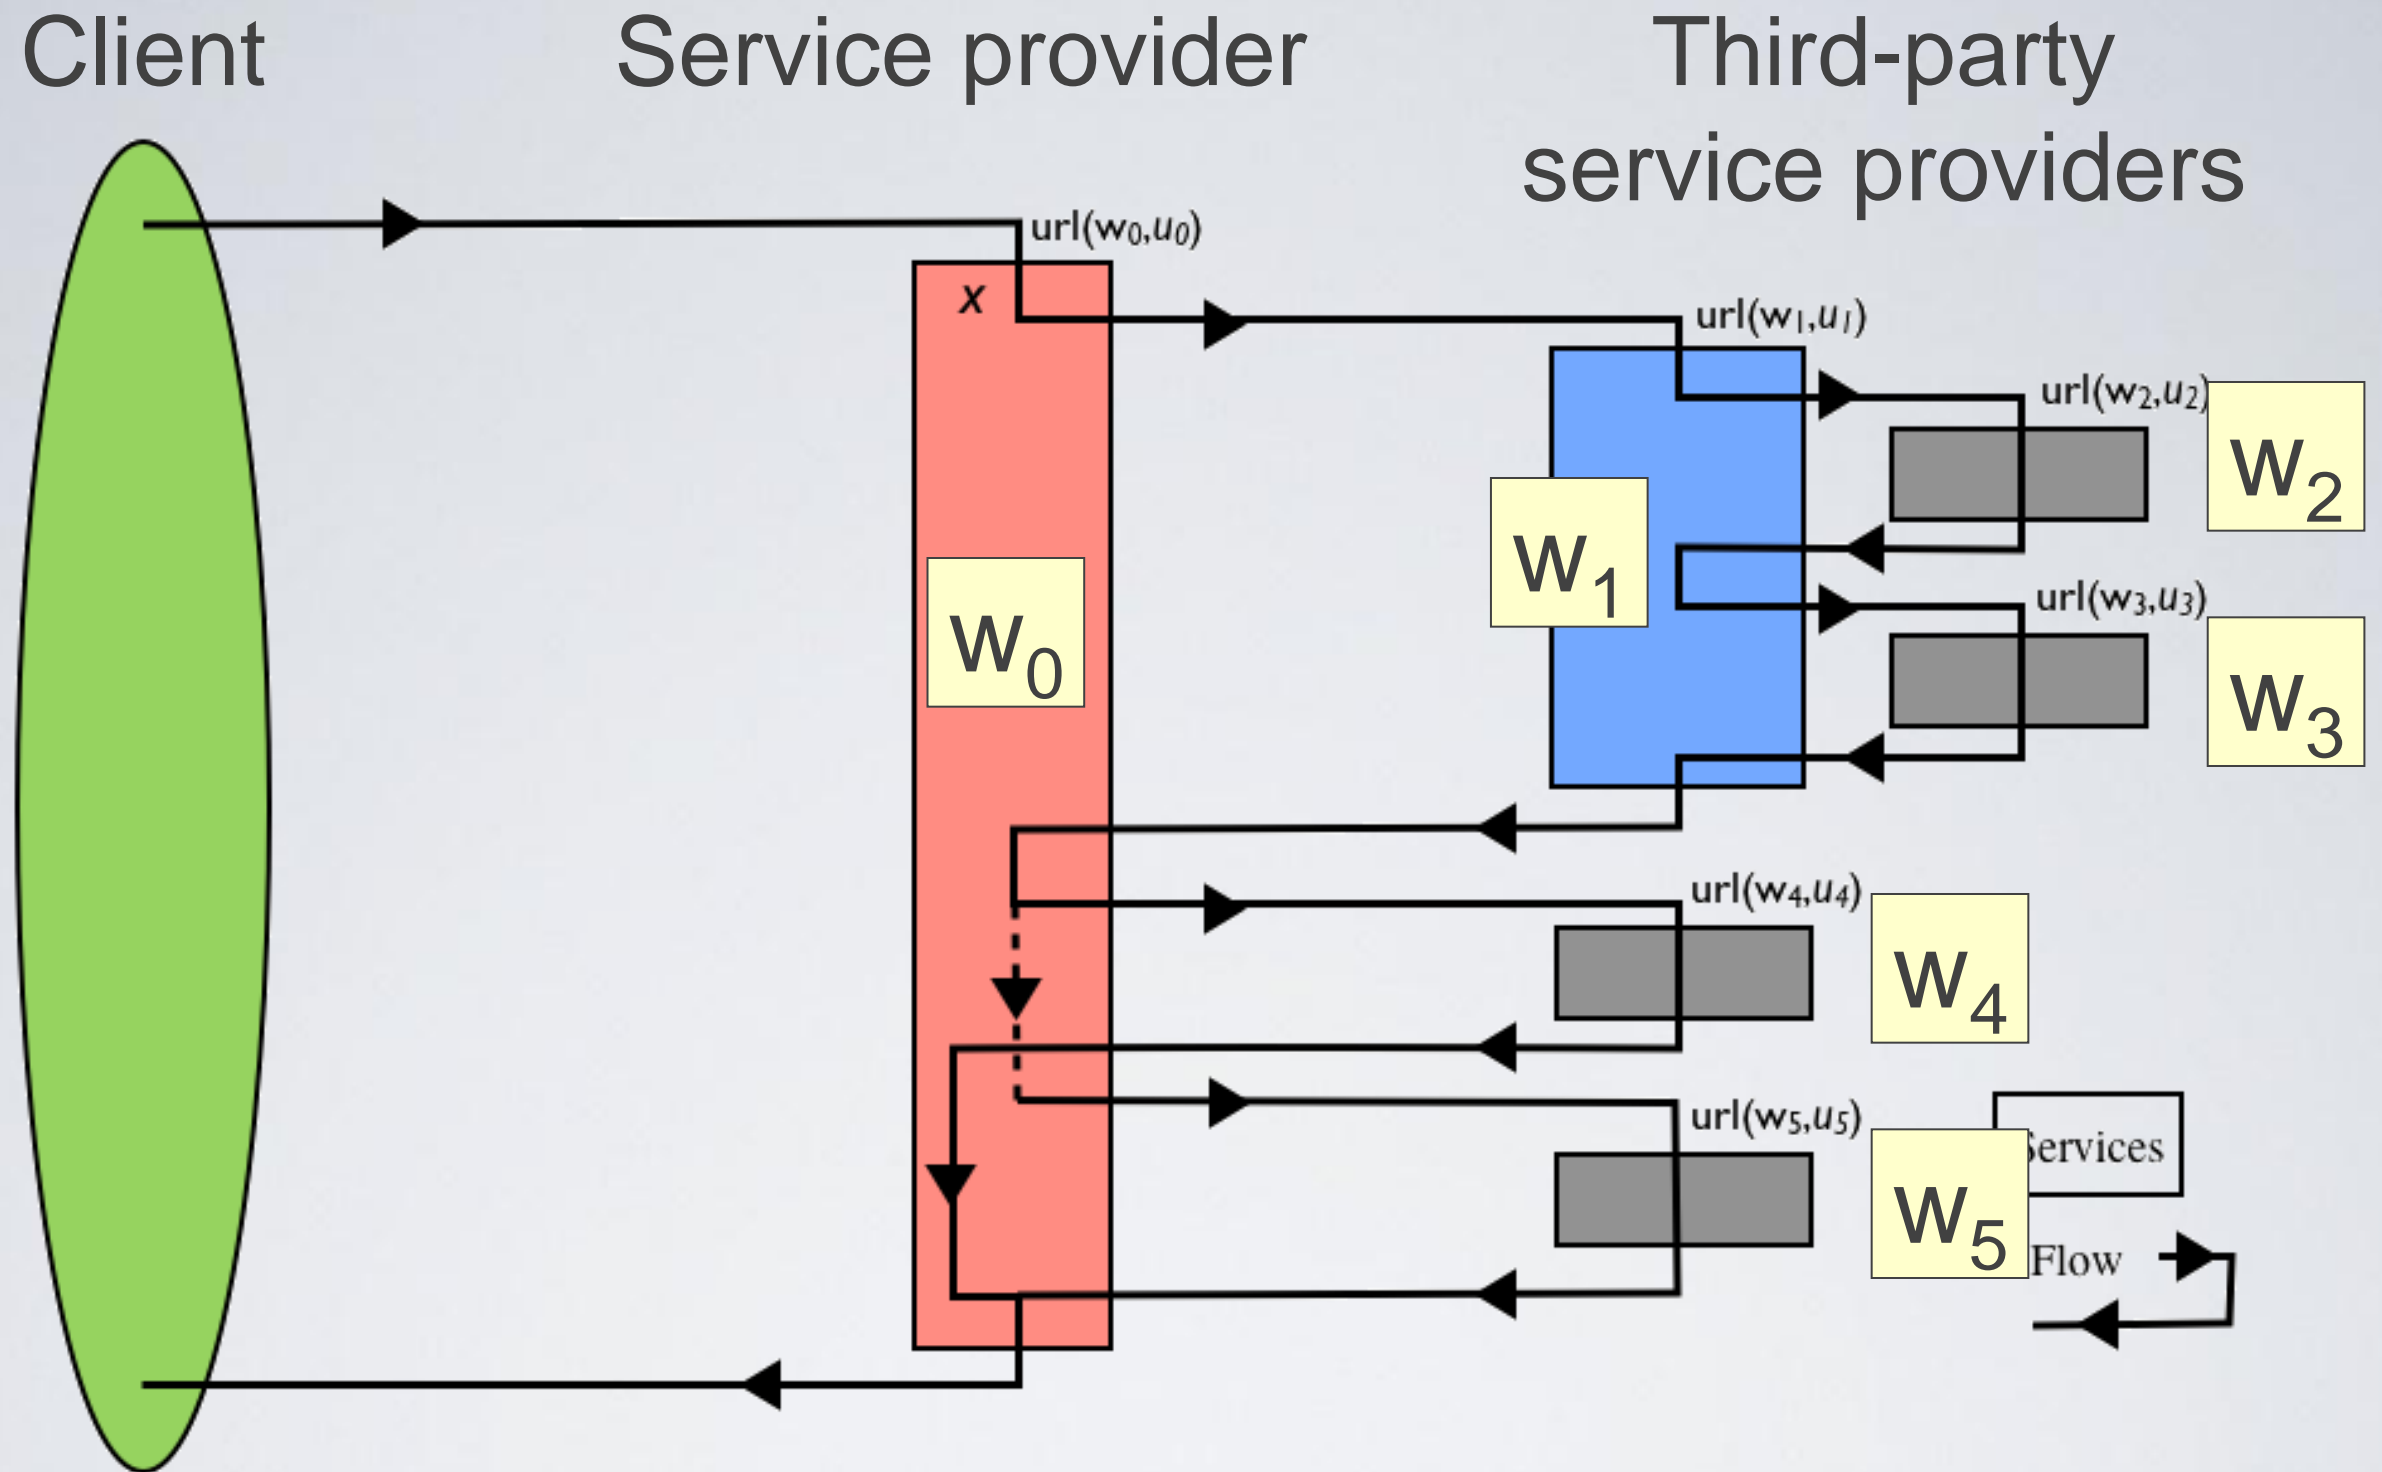 Client
Service provider
Third-party
service providers
url(w₀,u₀)
x
url(w₁,u₁)
url(w₂,u₂)
w₂
w₁
w₀
url(w₃,u₃)
w₃
url(w₄,u₄)
w₄
url(w₅,u₅)
w₅
ervices
Flow